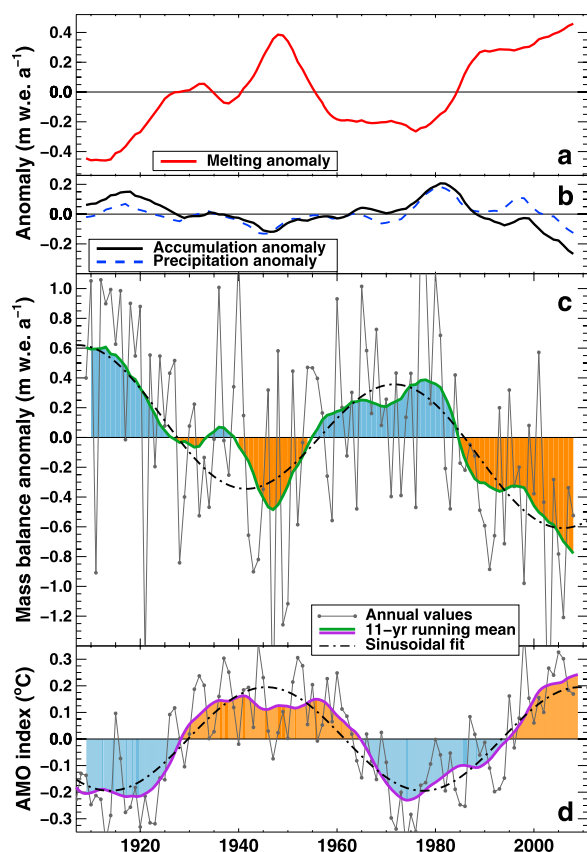 0.4
0.2
0.0
−0.2
−0.4
Anomaly (m w.e. a⁻¹)
Melting anomaly
a
0.2
0.0
−0.2
b
Accumulation anomaly
Precipitation anomaly
1.0
0.8
0.6
0.4
0.2
0.0
−0.2
−0.4
−0.6
−0.8
−1.0
−1.2
Mass balance anomaly (m w.e. a⁻¹)
c
Annual values
11−yr running mean
Sinusoidal fit
0.3
0.2
0.1
0.0
−0.1
−0.2
−0.3
AMO index (°C)
d
1920 1940 1960 1980 2000